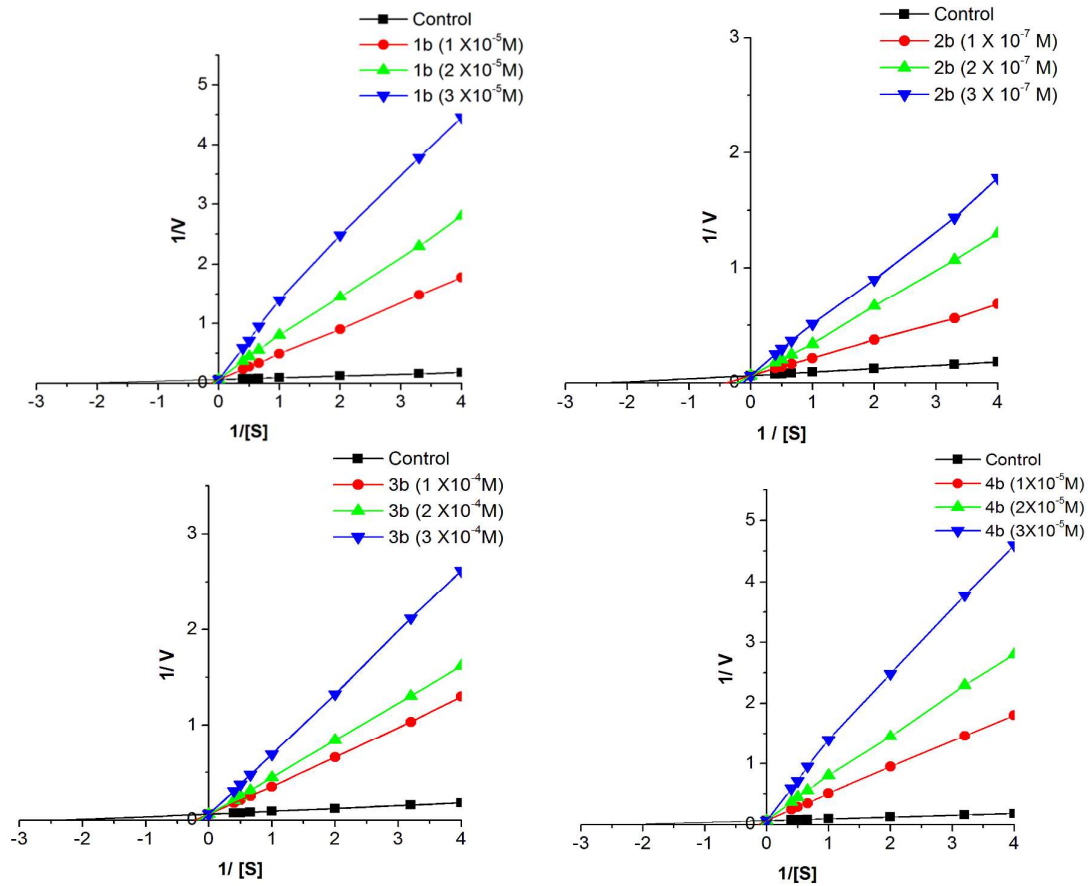 Control
1b (1 X10-5M)
1b (2 X10-5M)
1b (3 X10-5M)
5
4
3
2
1
0
1/V
-3 -2 -1 0 1 2 3 4
1/[S]
Control
2b (1 X 10-7 M)
2b (2 X 10-7 M)
2b (3 X 10-7 M)
3
2
1
0
1/ V
-3 -2 -1 0 1 2 3 4
1 / [S]
Control
3b (1 X10-4M)
3b (2 X10-4M)
3b (3 X10-4M)
3
2
1
0
1/ V
-3 -2 -1 0 1 2 3 4
1/ [S]
Control
4b (1X10-5M)
4b (2X10-5M)
4b (3X10-5M)
5
4
3
2
1
0
1/ V
-3 -2 -1 0 1 2 3 4
1/[S]